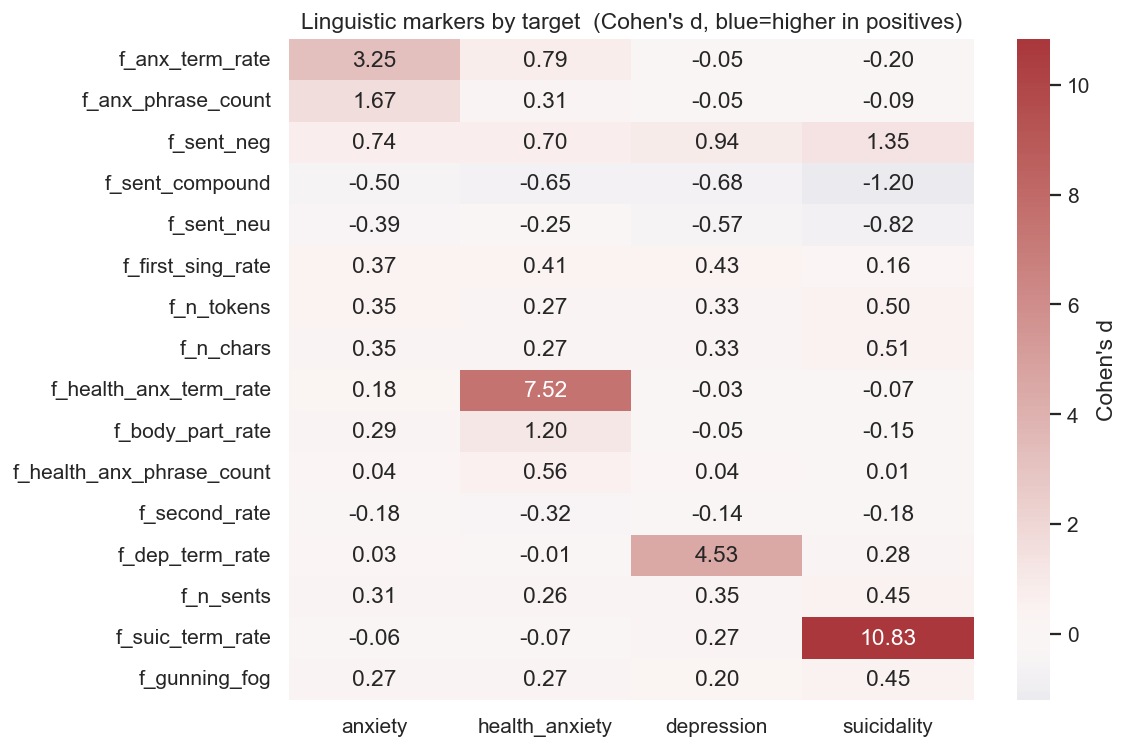 Linguistic markers by target  (Cohen's d, blue=higher in positives)
f_anx_term_rate 3.25 0.79 -0.05 -0.20
f_anx_phrase_count 1.67 0.31 -0.05 -0.09
f_sent_neg 0.74 0.70 0.94 1.35
f_sent_compound -0.50 -0.65 -0.68 -1.20
f_sent_neu -0.39 -0.25 -0.57 -0.82
f_first_sing_rate 0.37 0.41 0.43 0.16
f_n_tokens 0.35 0.27 0.33 0.50
f_n_chars 0.35 0.27 0.33 0.51
f_health_anx_term_rate 0.18 7.52 -0.03 -0.07
f_body_part_rate 0.29 1.20 -0.05 -0.15
f_health_anx_phrase_count 0.04 0.56 0.04 0.01
f_second_rate -0.18 -0.32 -0.14 -0.18
f_dep_term_rate 0.03 -0.01 4.53 0.28
f_n_sents 0.31 0.26 0.35 0.45
f_suic_term_rate -0.06 -0.07 0.27 10.83
f_gunning_fog 0.27 0.27 0.20 0.45
anxiety health_anxiety depression suicidality
10
8
6
4
2
0
Cohen's d